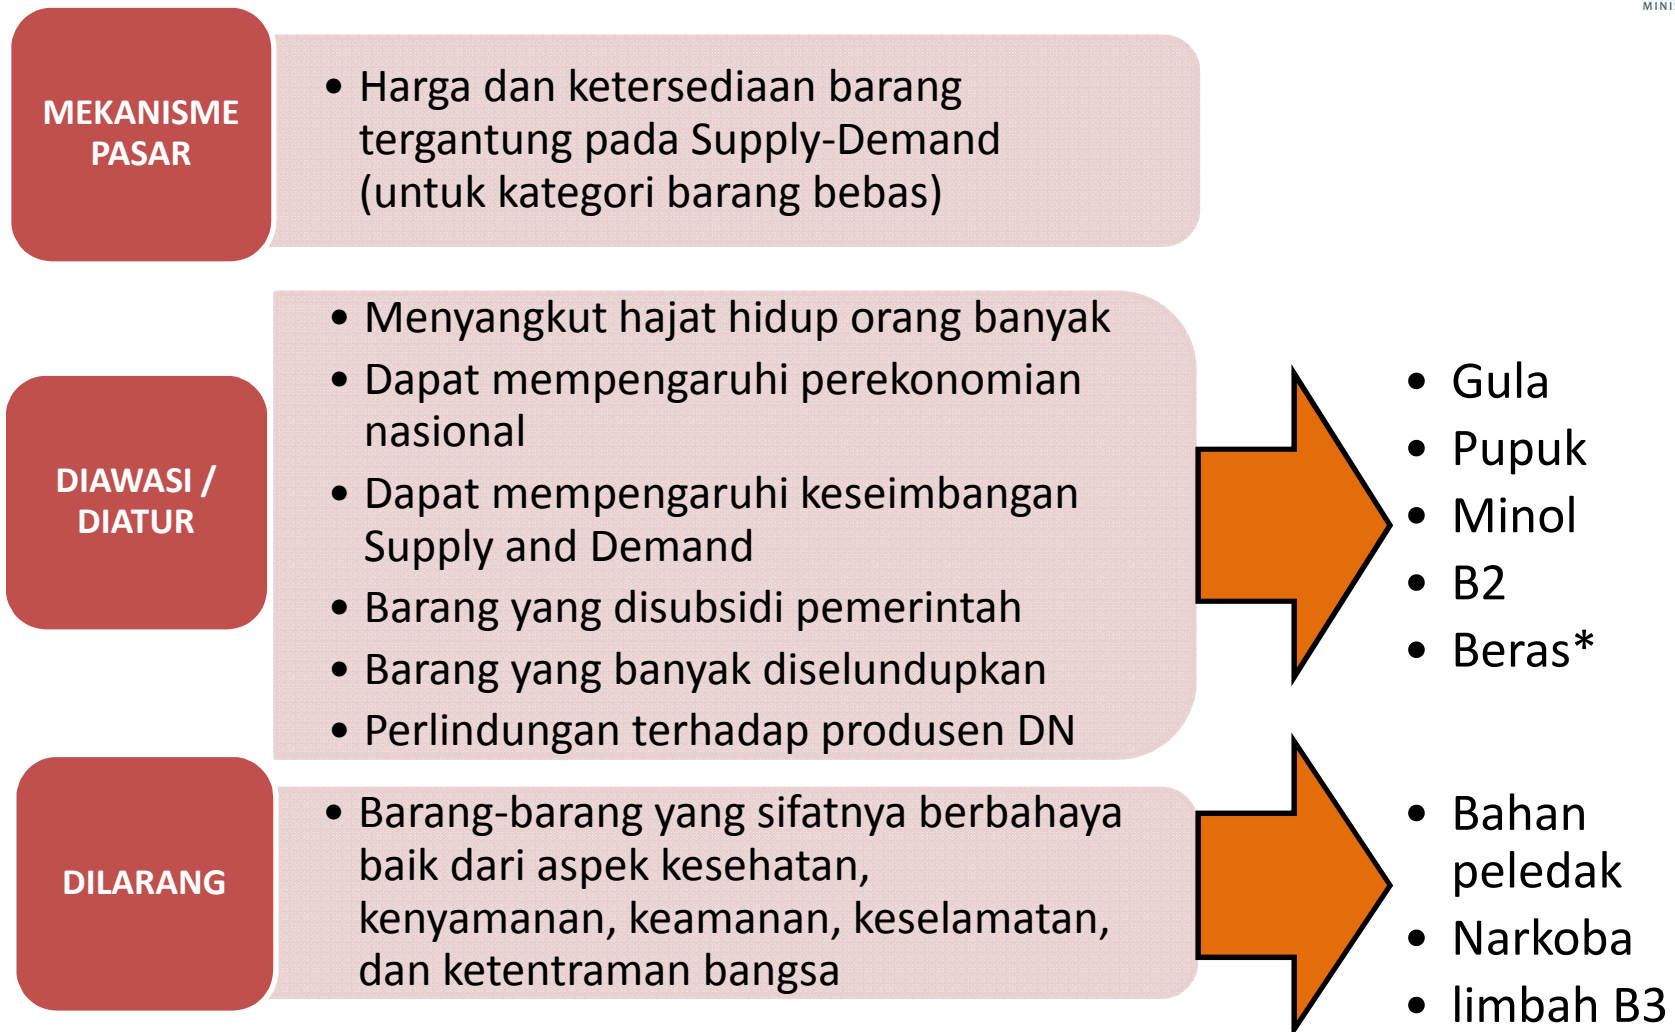 MINIS
MEKANISME
PASAR
• Harga dan ketersediaan barang
tergantung pada Supply-Demand
(untuk kategori barang bebas)
DIAWASI /
DIATUR
• Menyangkut hajat hidup orang banyak
• Dapat mempengaruhi perekonomian
nasional
• Dapat mempengaruhi keseimbangan
Supply and Demand
• Barang yang disubsidi pemerintah
• Barang yang banyak diselundupkan
• Perlindungan terhadap produsen DN
• Gula
• Pupuk
• Minol
• B2
• Beras*
DILARANG
• Barang-barang yang sifatnya berbahaya
baik dari aspek kesehatan,
kenyamanan, keamanan, keselamatan,
dan ketentraman bangsa
• Bahan
peledak
• Narkoba
• limbah B3